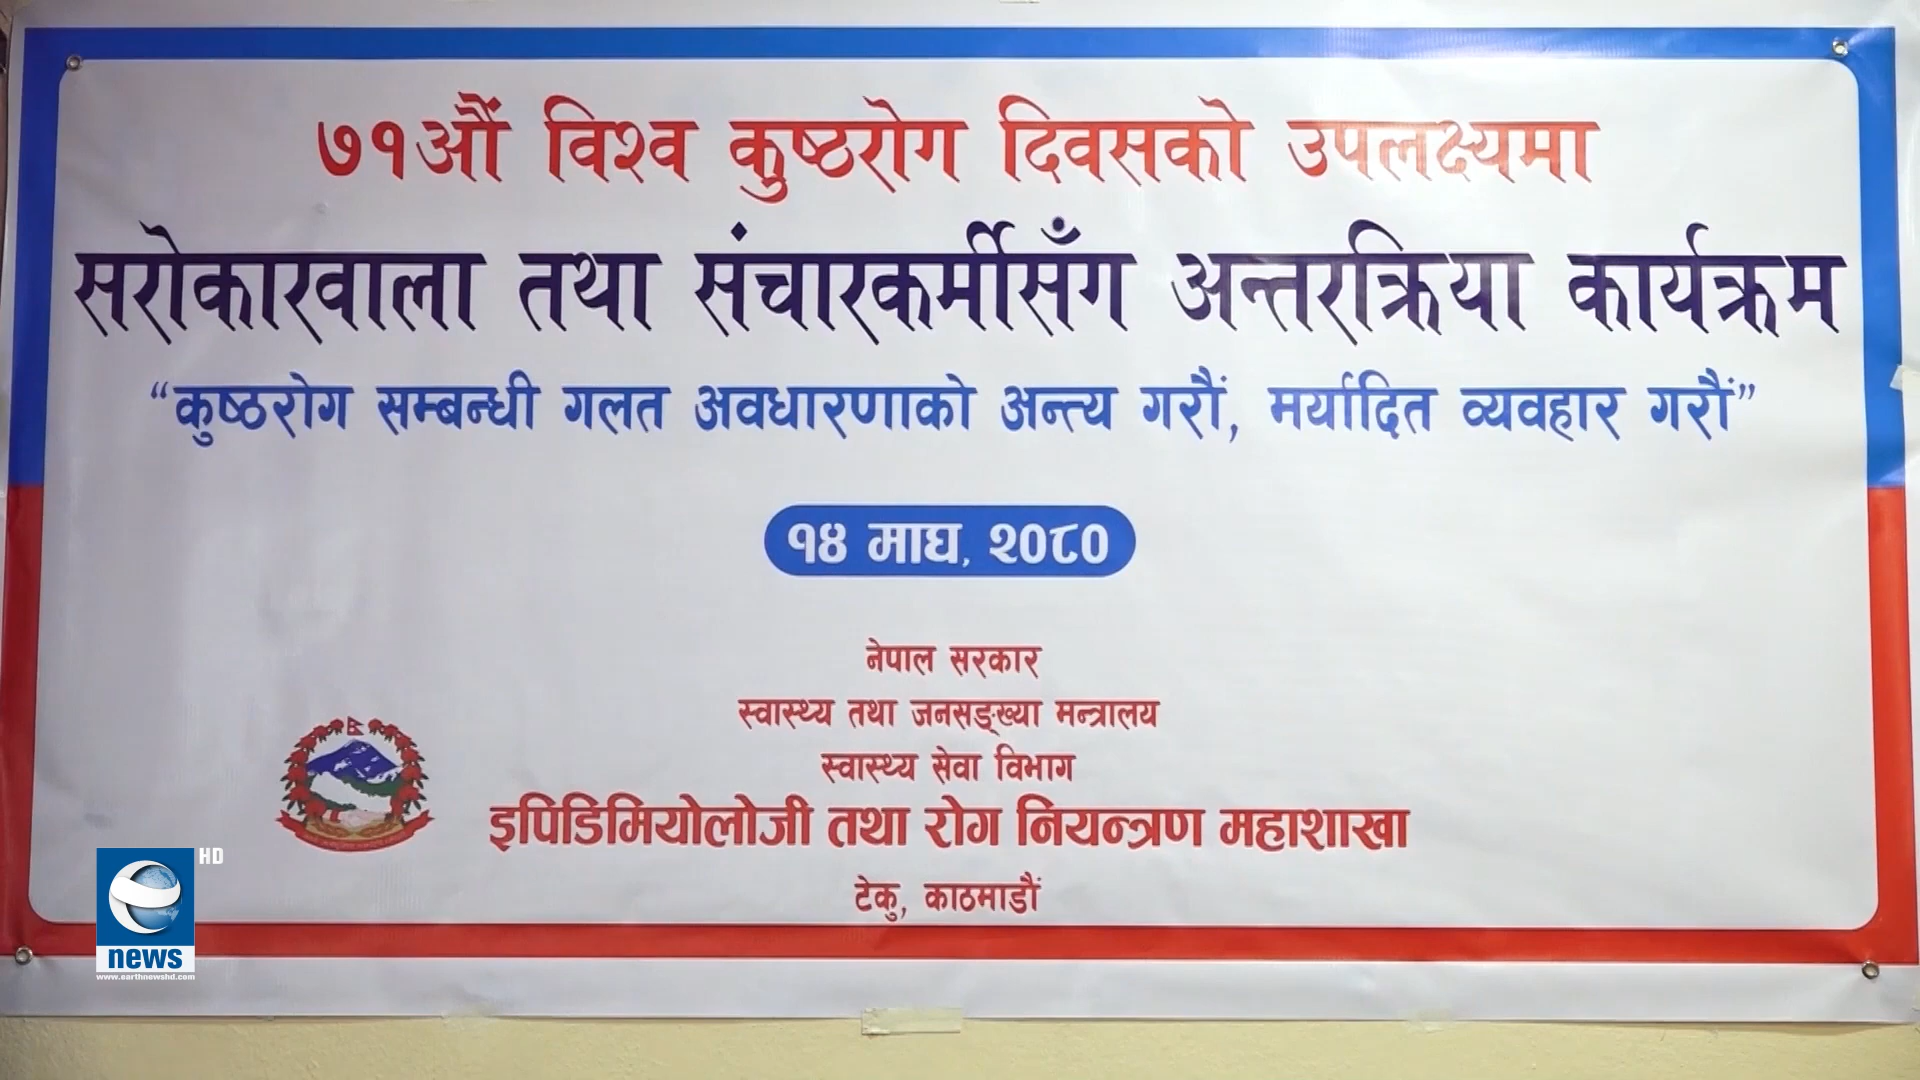 ७१औं विश्व कुष्ठरोग दिवसको उपलक्ष्यमा
सरोकारवाला तथा संचारकर्मीसँग अन्तरक्रिया कार्यक्रम
“कुष्ठरोग सम्बन्धी गलत अवधारणाको अन्त्य गरौं, मर्यादित व्यवहार गरौं”
१४ माघ, २०८०
नेपाल सरकार
स्वास्थ्य तथा जनसङ्ख्या मन्त्रालय
स्वास्थ्य सेवा विभाग
इपिडिमियोलोजी तथा रोग नियन्त्रण महाशाखा
टेकु, काठमाडौं
HD
news
www.earthnewshd.com